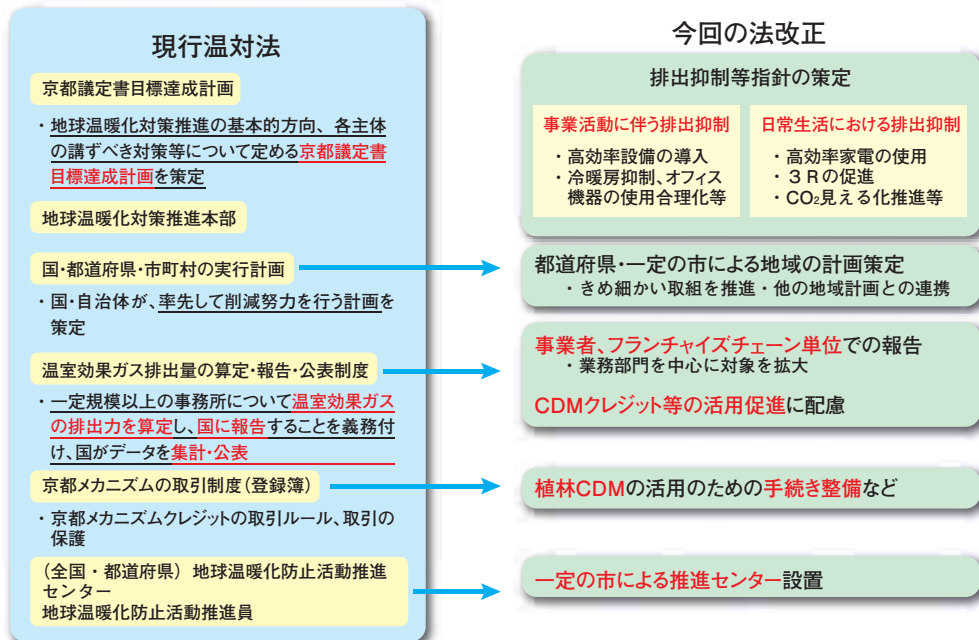 現行温対法
京都議定書目標達成計画
・地球温暖化対策推進の基本的方向、各主体
の講ずべき対策等について定める京都議定書
目標達成計画を策定
地球温暖化対策推進本部
国・都道府県・市町村の実行計画
・国・自治体が、率先して削減努力を行う計画を
策定
温室効果ガス排出量の算定・報告・公表制度
・一定規模以上の事務所について温室効果ガス
の排出力を算定し、国に報告することを義務付
け、国がデータを集計・公表
京都メカニズムの取引制度(登録簿)
・京都メカニズムクレジットの取引ルール、取引の
保護
(全国・都道府県) 地球温暖化防止活動推進
センター
地球温暖化防止活動推進員
今回の法改正
排出抑制等指針の策定
事業活動に伴う排出抑制
・高効率設備の導入
・冷暖房抑制、オフィス
機器の使用合理化等
日常生活における排出抑制
・高効率家電の使用
・3Rの促進
・CO₂見える化推進等
都道府県・一定の市による地域の計画策定
・きめ細かい取組を推進・他の地域計画との連携
事業者、フランチャイズチェーン単位での報告
・業務部門を中心に対象を拡大
CDMクレジット等の活用促進に配慮
植林CDMの活用のための手続き整備など
一定の市による推進センター設置